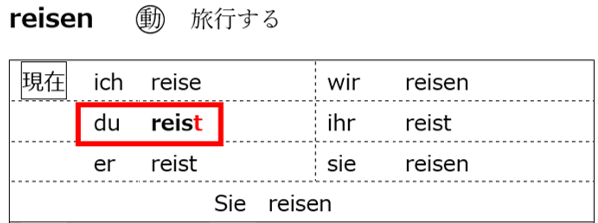 reisen 動 旅行する
現在 ich reise wir reisen
du reist ihr reist
er reist sie reisen
Sie reisen